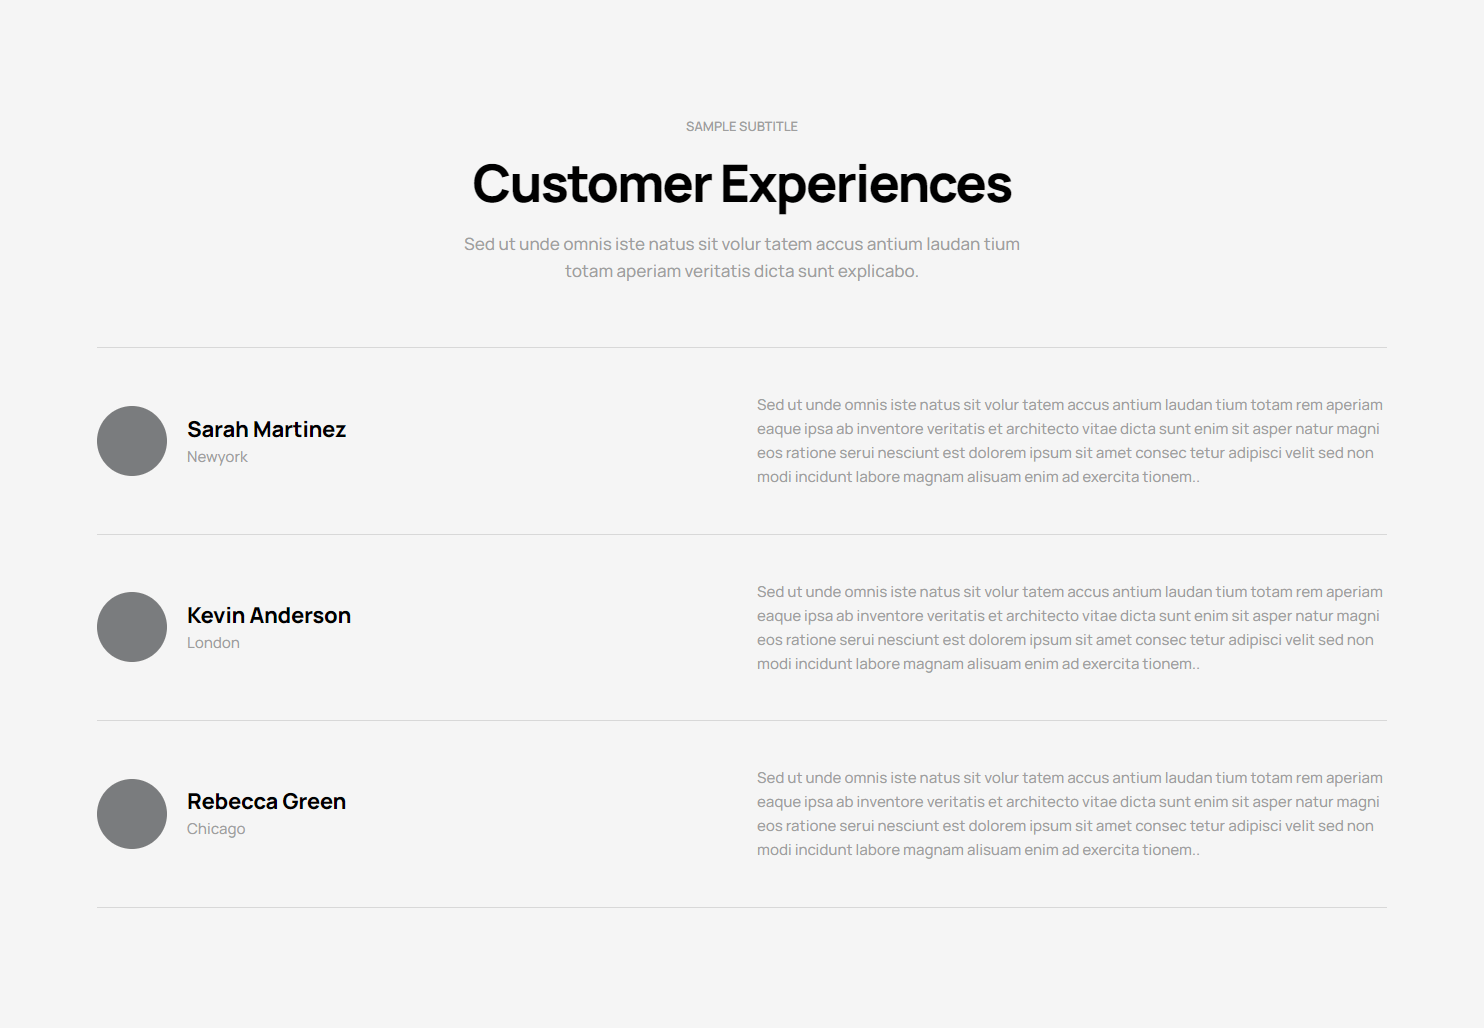 SAMPLE SUBTITLE
Customer Experiences
Sed ut unde omnis iste natus sit volur tatem accus antium laudan tium
totam aperiam veritatis dicta sunt explicabo.
Sarah Martinez
Newyork
Sed ut unde omnis iste natus sit volur tatem accus antium laudan tium totam rem aperiam
eaque ipsa ab inventore veritatis et architecto vitae dicta sunt enim sit asper natur magni
eos ratione serui nesciunt est dolorem ipsum sit amet consec tetur adipisci velit sed non
modi incidunt labore magnam alisuam enim ad exercita tionem..
Kevin Anderson
London
Sed ut unde omnis iste natus sit volur tatem accus antium laudan tium totam rem aperiam
eaque ipsa ab inventore veritatis et architecto vitae dicta sunt enim sit asper natur magni
eos ratione serui nesciunt est dolorem ipsum sit amet consec tetur adipisci velit sed non
modi incidunt labore magnam alisuam enim ad exercita tionem..
Rebecca Green
Chicago
Sed ut unde omnis iste natus sit volur tatem accus antium laudan tium totam rem aperiam
eaque ipsa ab inventore veritatis et architecto vitae dicta sunt enim sit asper natur magni
eos ratione serui nesciunt est dolorem ipsum sit amet consec tetur adipisci velit sed non
modi incidunt labore magnam alisuam enim ad exercita tionem..